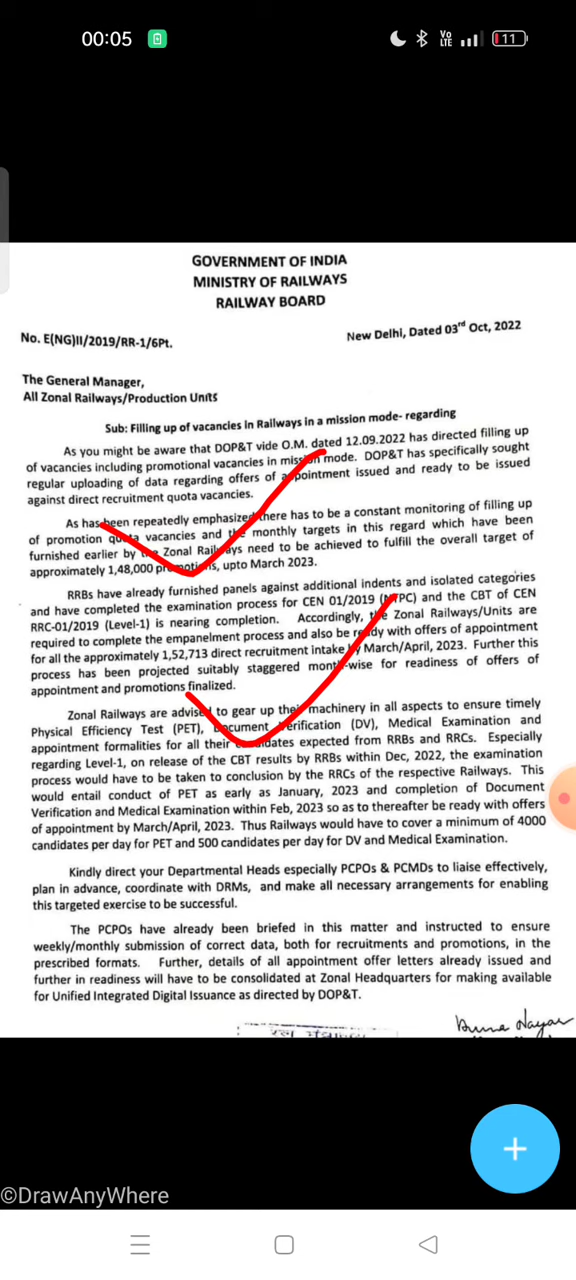 00:05
Vo
LTE
11
GOVERNMENT OF INDIA
MINISTRY OF RAILWAYS
RAILWAY BOARD
No. E(NG)II/2019/RR-1/6Pt.
New Delhi, Dated 03rd Oct, 2022
The General Manager,
All Zonal Railways/Production Units
Sub: Filling up of vacancies in Railways in a mission mode- regarding
As you might be aware that DOP&T vide O.M. dated 12.09.2022 has directed filling up
of vacancies including promotional vacancies in mission mode. DOP&T has specifically sought
regular uploading of data regarding offers of appointment issued and ready to be issued
against direct recruitment quota vacancies.
As has been repeatedly emphasized there has to be a constant monitoring of filling up
of promotion quota vacancies and the monthly targets in this regard which have been
furnished earlier by the Zonal Railways need to be achieved to fulfill the overall target of
approximately 1,48,000 promotions, upto March 2023.
RRBs have already furnished panels against additional indents and isolated categories
and have completed the examination process for CEN 01/2019 (NTPC) and the CBT of CEN
RRC-01/2019 (Level-1) is nearing completion. Accordingly, the Zonal Railways/Units are
required to complete the empanelment process and also be ready with offers of appointment
for all the approximately 1,52,713 direct recruitment intake by March/April, 2023. Further this
process has been projected suitably staggered month-wise for readiness of offers of
appointment and promotions finalized.
Zonal Railways are advised to gear up their machinery in all aspects to ensure timely
Physical Efficiency Test (PET), Document Verification (DV), Medical Examination and
appointment formalities for all their candidates expected from RRBs and RRCs. Especially
regarding Level-1, on release of the CBT results by RRBs within Dec, 2022, the examination
process would have to be taken to conclusion by the RRCs of the respective Railways. This
would entail conduct of PET as early as January, 2023 and completion of Document
Verification and Medical Examination within Feb, 2023 so as to thereafter be ready with offers
of appointment by March/April, 2023. Thus Railways would have to cover a minimum of 4000
candidates per day for PET and 500 candidates per day for DV and Medical Examination.
Kindly direct your Departmental Heads especially PCPOs & PCMDs to liaise effectively,
plan in advance, coordinate with DRMs, and make all necessary arrangements for enabling
this targeted exercise to be successful.
The PCPOs have already been briefed in this matter and instructed to ensure
weekly/monthly submission of correct data, both for recruitments and promotions, in the
prescribed formats. Further, details of all appointment offer letters already issued and
further in readiness will have to be consolidated at Zonal Headquarters for making available
for Unified Integrated Digital Issuance as directed by DOP&T.
©DrawAnyWhere